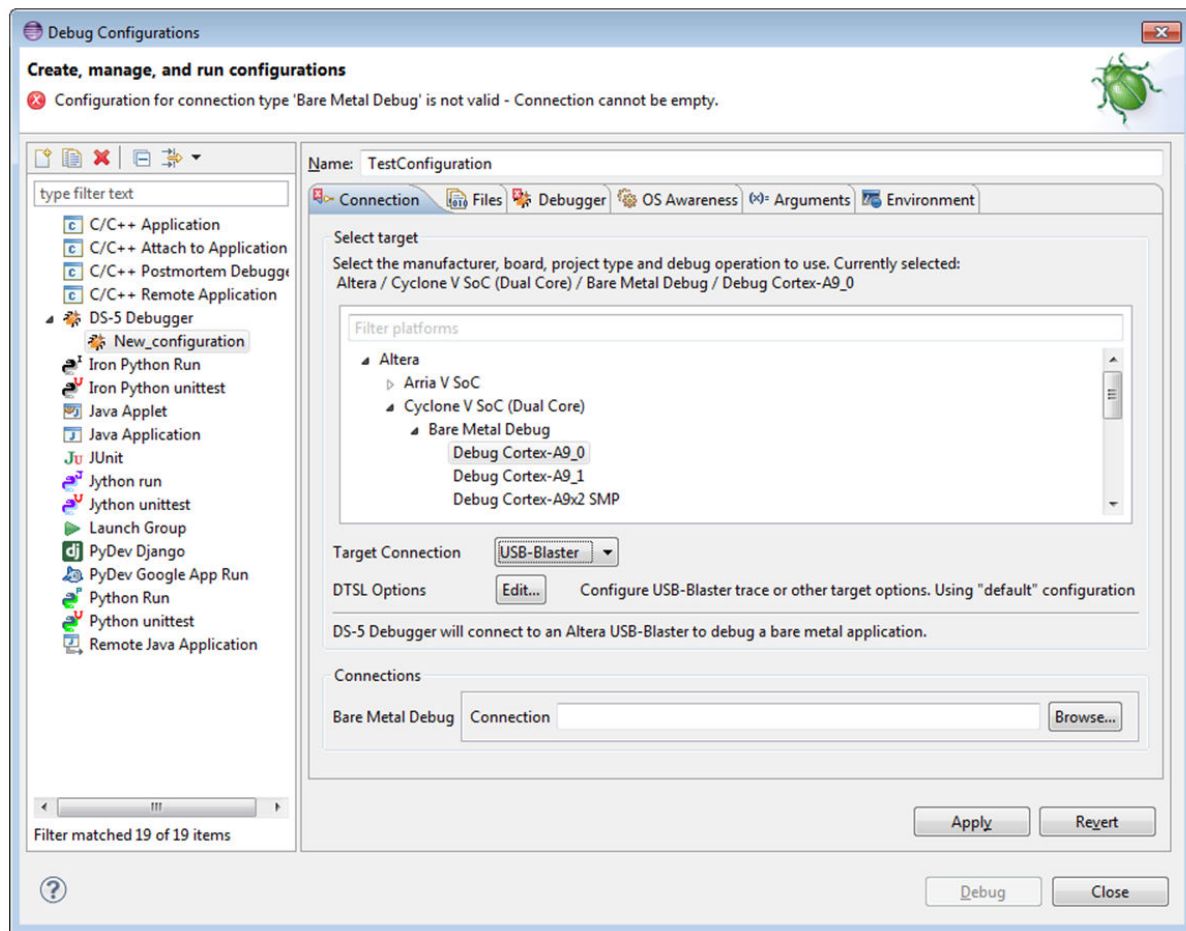 Debug Configurations
Create, manage, and run configurations
Configuration for connection type 'Bare Metal Debug' is not valid - Connection cannot be empty.
type filter text
C/C++ Application
C/C++ Attach to Application
C/C++ Postmortem Debugge
C/C++ Remote Application
DS-5 Debugger
New_configuration
Iron Python Run
Iron Python unittest
Java Applet
Java Application
JUnit
Jython run
Jython unittest
Launch Group
PyDev Django
PyDev Google App Run
Python Run
Python unittest
Remote Java Application
Filter matched 19 of 19 items
Name: TestConfiguration
Connection Files Debugger OS Awareness Arguments Environment
Select target
Select the manufacturer, board, project type and debug operation to use. Currently selected:
Altera / Cyclone V SoC (Dual Core) / Bare Metal Debug / Debug Cortex-A9_0
Filter platforms
Altera
Arria V SoC
Cyclone V SoC (Dual Core)
Bare Metal Debug
Debug Cortex-A9_0
Debug Cortex-A9_1
Debug Cortex-A9x2 SMP
Target Connection USB-Blaster
DTSL Options Edit... Configure USB-Blaster trace or other target options. Using "default" configuration
DS-5 Debugger will connect to an Altera USB-Blaster to debug a bare metal application.
Connections
Bare Metal Debug Connection Browse...
Apply Revert
Debug Close